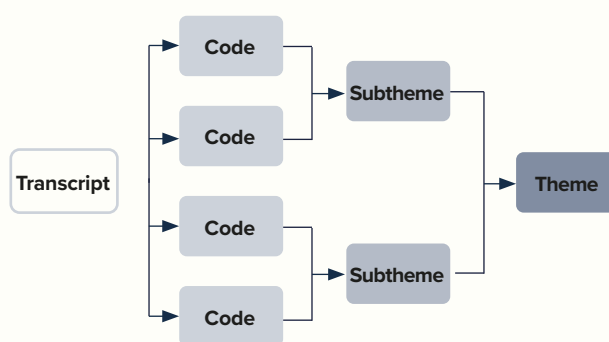 Transcript
Code
Code
Code
Code
Subtheme
Subtheme
Theme